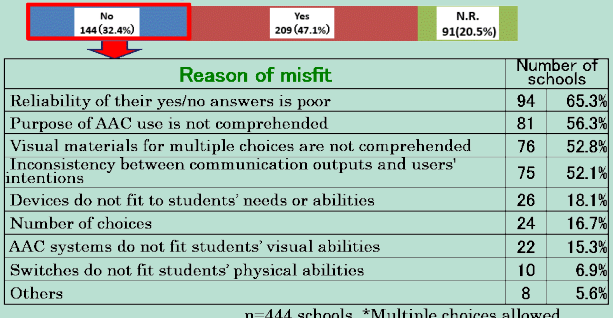 No Yes N.R.
144(32.4%) 209(47.1%) 91(20.5%)
Reason of misfit Number of schools
Reliability of their yes/no answers is poor 94 65.3%
Purpose of AAC use is not comprehended 81 56.3%
Visual materials for multiple choices are not comprehended 76 52.8%
Inconsistency between communication outputs and users'
intentions 75 52.1%
Devices do not fit to students' needs or abilities 26 18.1%
Number of choices 24 16.7%
AAC systems do not fit students' visual abilities 22 15.3%
Switches do not fit students' physical abilities 10 6.9%
Others 8 5.6%
n=444 schools *Multiple choices allowed